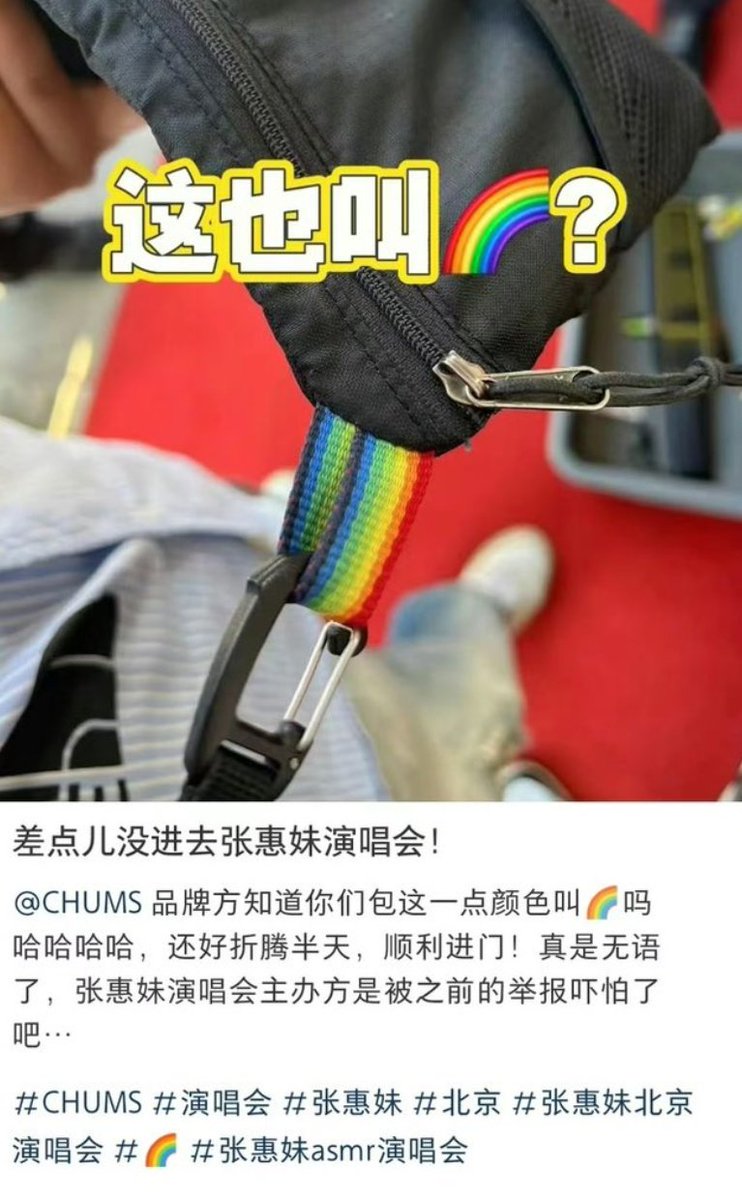 这也叫🌈?
差点儿没进去张惠妹演唱会！
@CHUMS 品牌方知道你们包这一点颜色叫🌈吗
哈哈哈哈，还好折腾半天，顺利进门！真是无语
了，张惠妹演唱会主办方是被之前的举报吓怕了
吧…
#CHUMS #演唱会 #张惠妹 #北京 #张惠妹北京
演唱会 #🌈 #张惠妹asmr演唱会